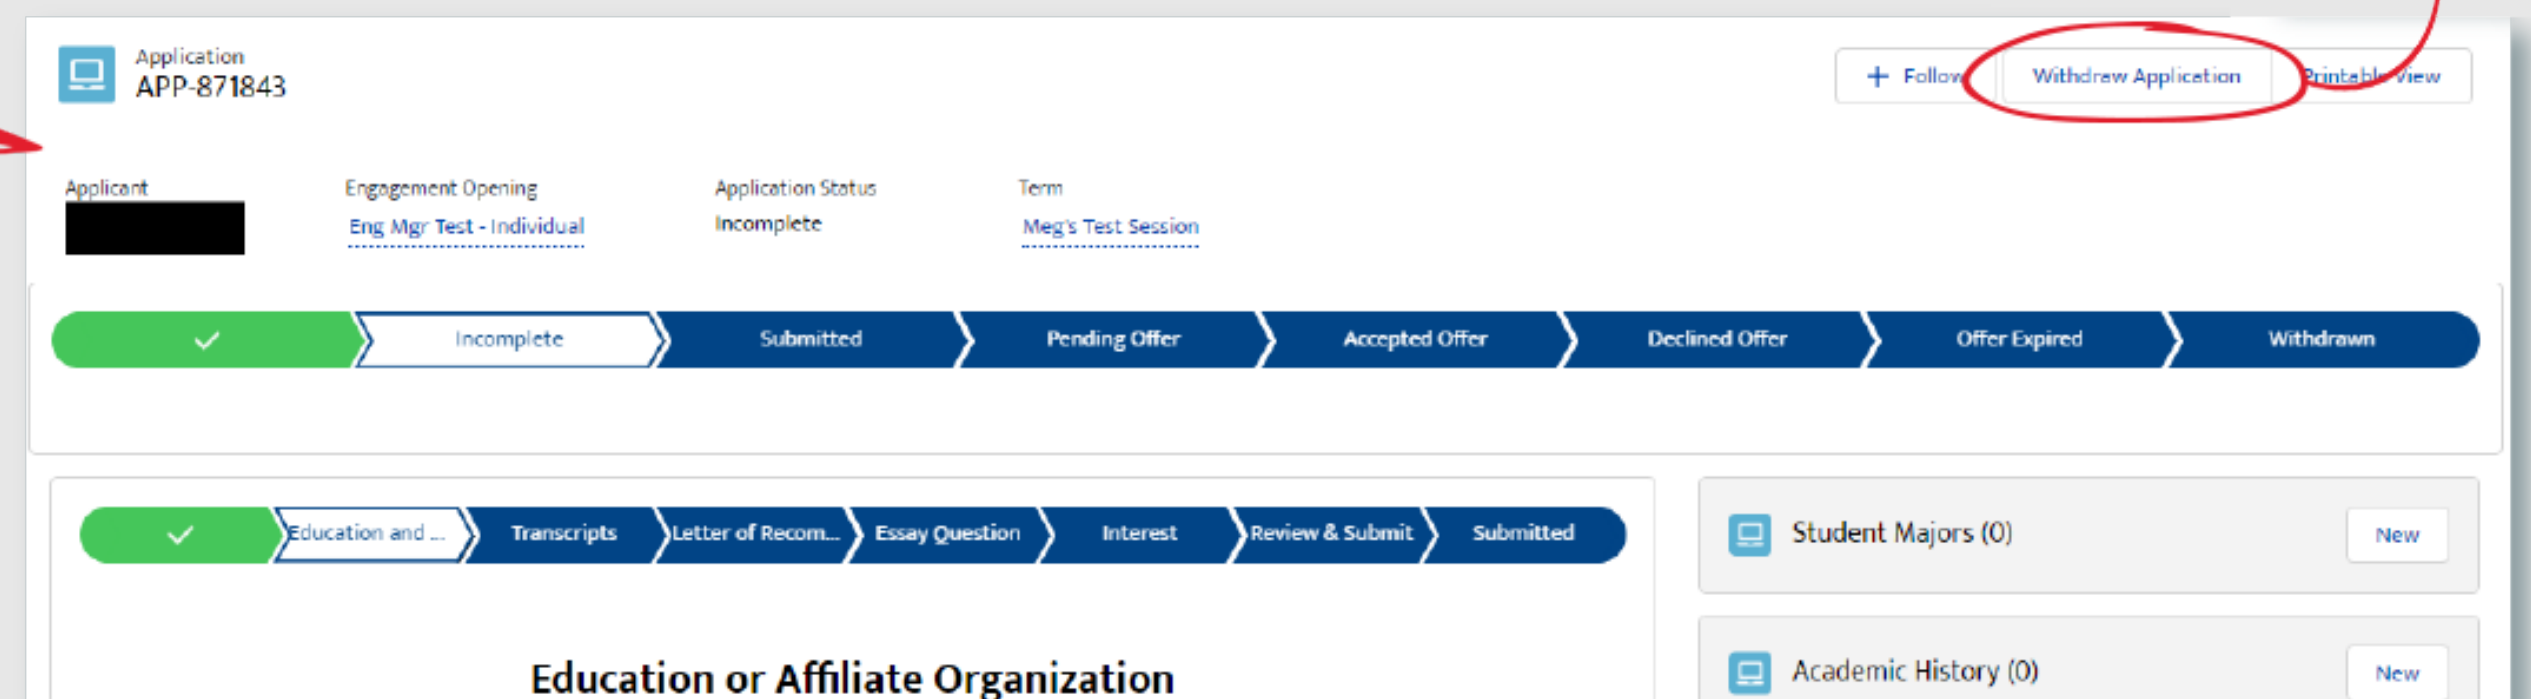 Application
APP-871843
+ Follow
Withdraw Application
Printable View
Applicant
Engagement Opening
Application Status
Term
Eng Mgr Test - Individual
Incomplete
Meg's Test Session
Incomplete
Submitted
Pending Offer
Accepted Offer
Declined Offer
Offer Expired
Withdrawn
Education and ...
Transcripts
Letter of Recom...
Essay Question
Interest
Review & Submit
Submitted
Student Majors (0)
New
Education or Affiliate Organization
Academic History (0)
New